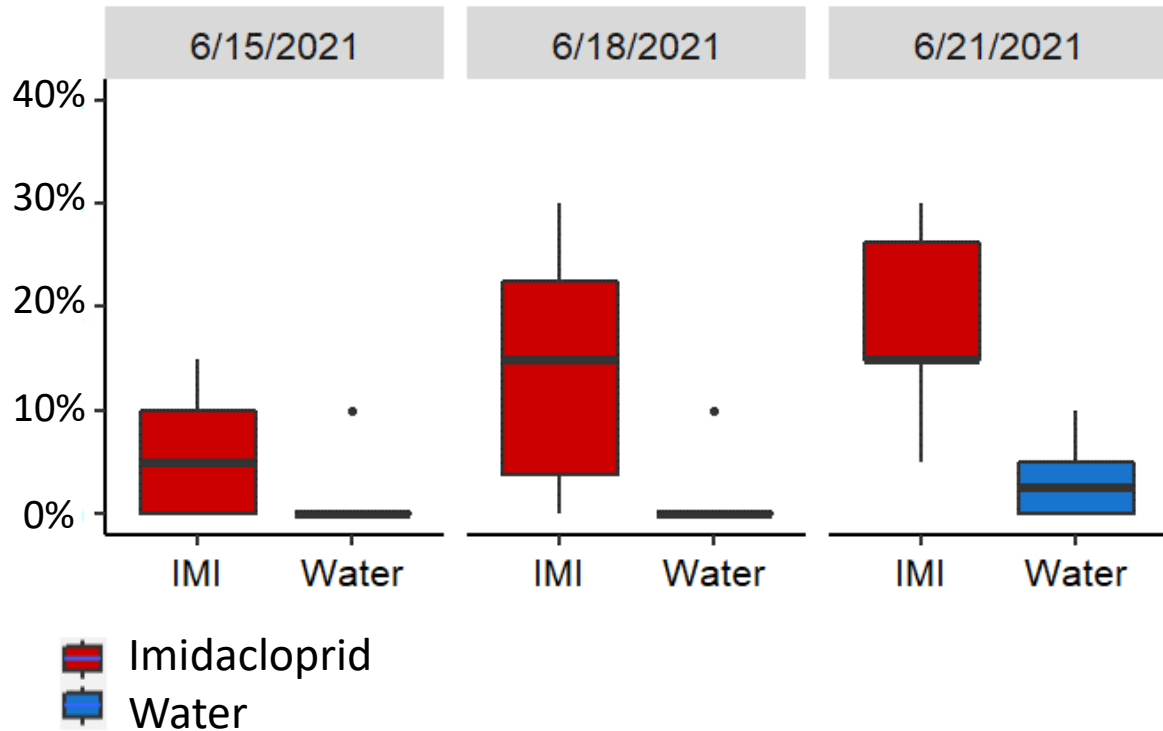 6/15/2021 6/18/2021 6/21/2021
40%
30%
20%
10%
0%
IMI Water IMI Water IMI Water
Imidacloprid
Water